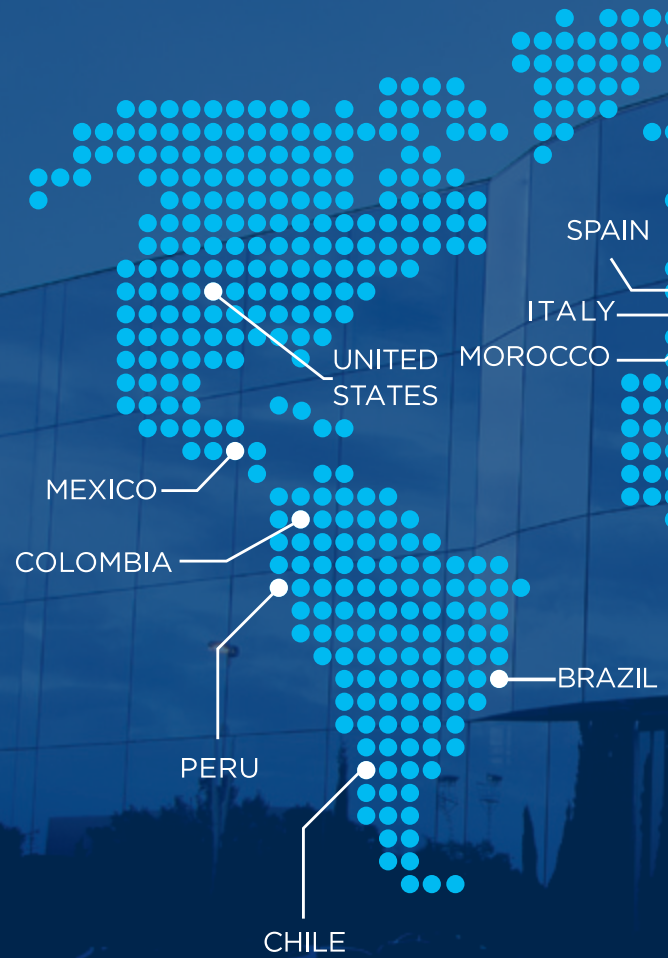 SPAIN
ITALY
UNITED
STATES
MOROCCO
MEXICO
COLOMBIA
BRAZIL
PERU
CHILE